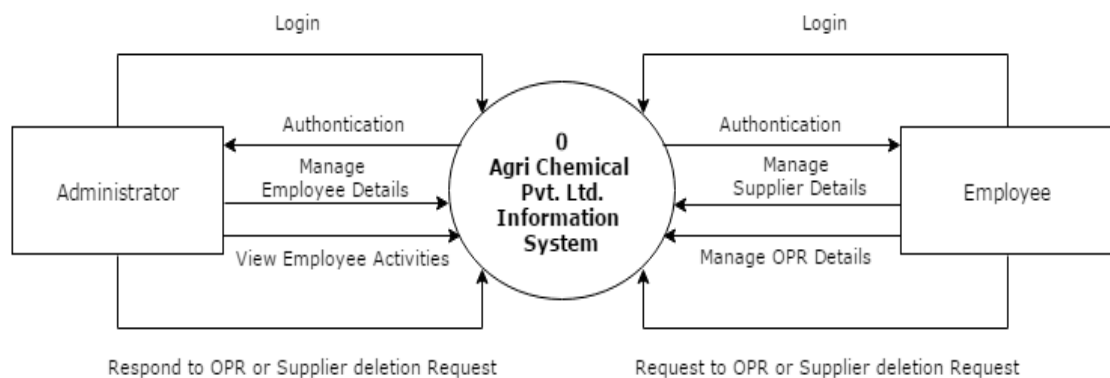 Login
Login
Authontication
Authontication
0
Agri Chemical
Pvt. Ltd.
Information
System
Manage
Employee Details
Manage
Supplier Details
Administrator
Employee
View Employee Activities
Manage OPR Details
Respond to OPR or Supplier deletion Request
Request to OPR or Supplier deletion Request